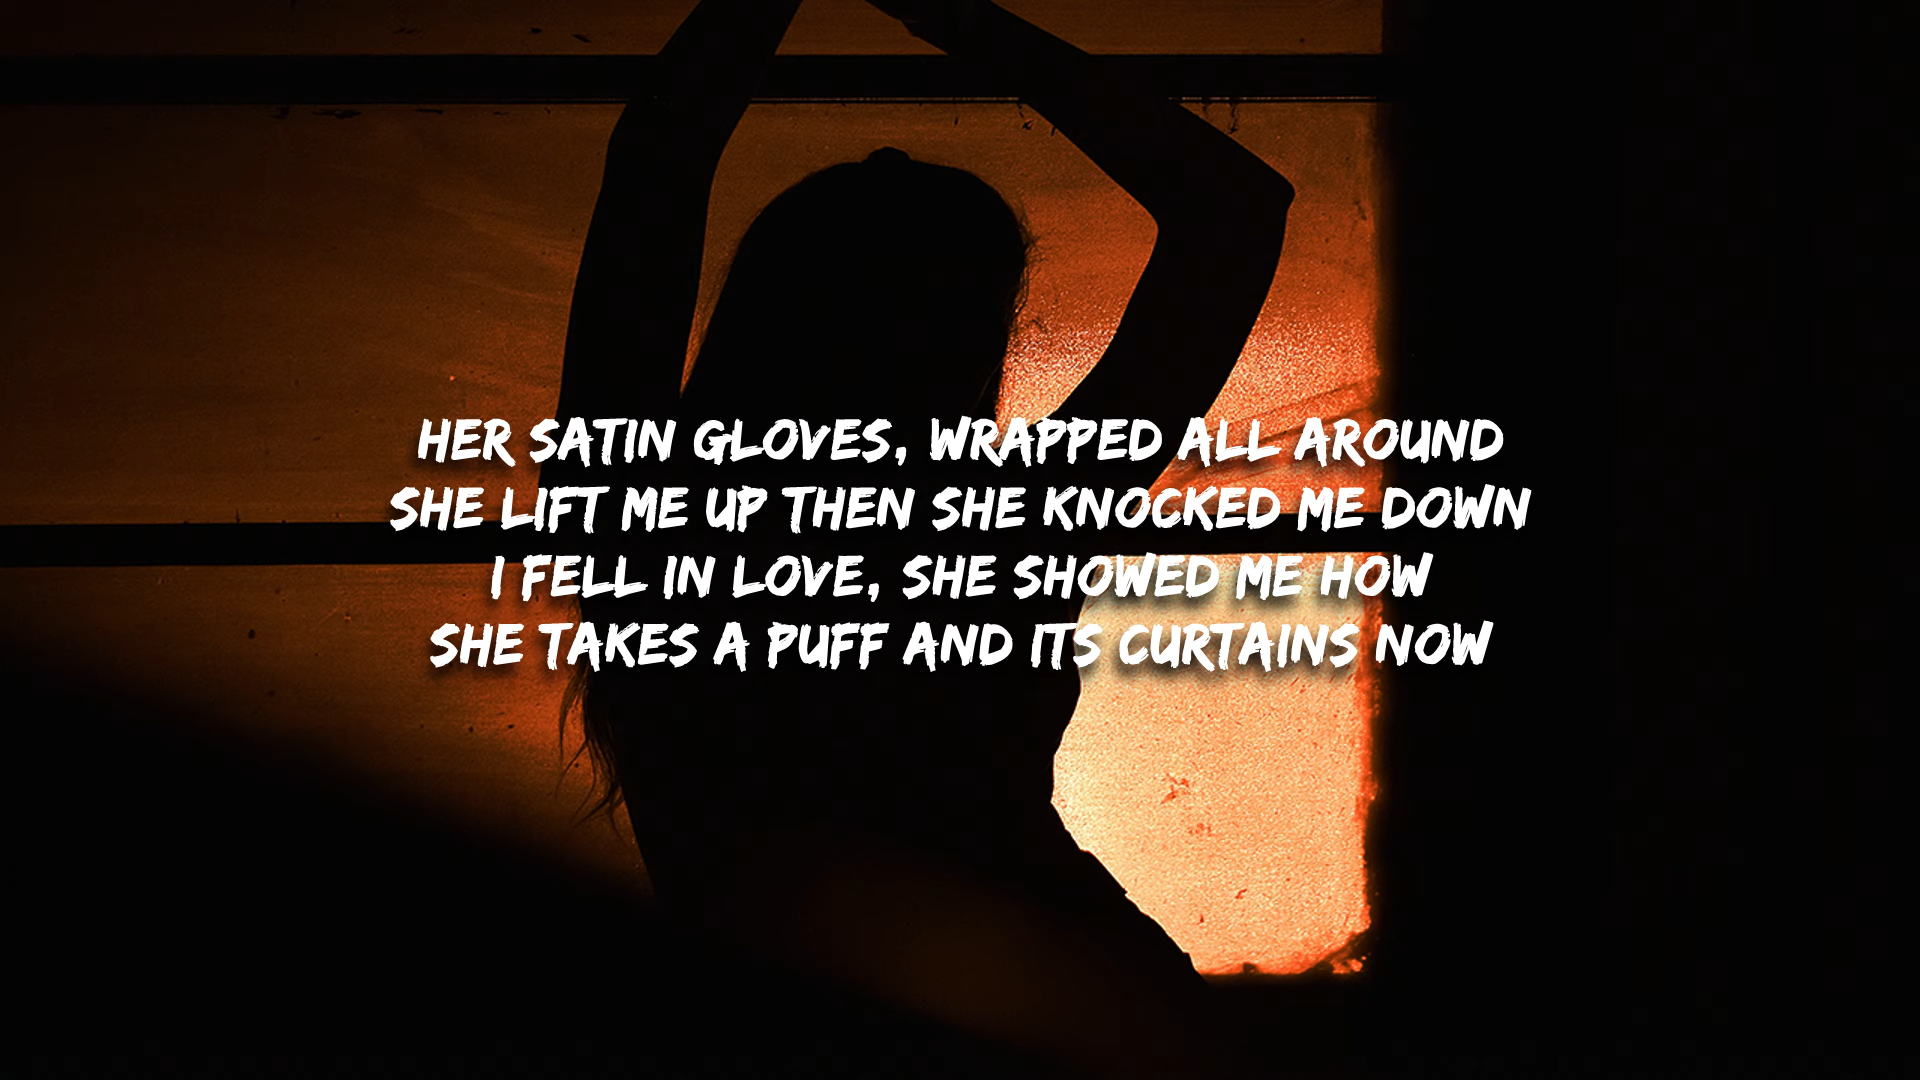 HER SATIN GLOVES, WRAPPED ALL AROUND
SHE LIFT ME UP THEN SHE KNOCKED ME DOWN
I FELL IN LOVE, SHE SHOWED ME HOW
SHE TAKES A PUFF AND ITS CURTAINS NOW